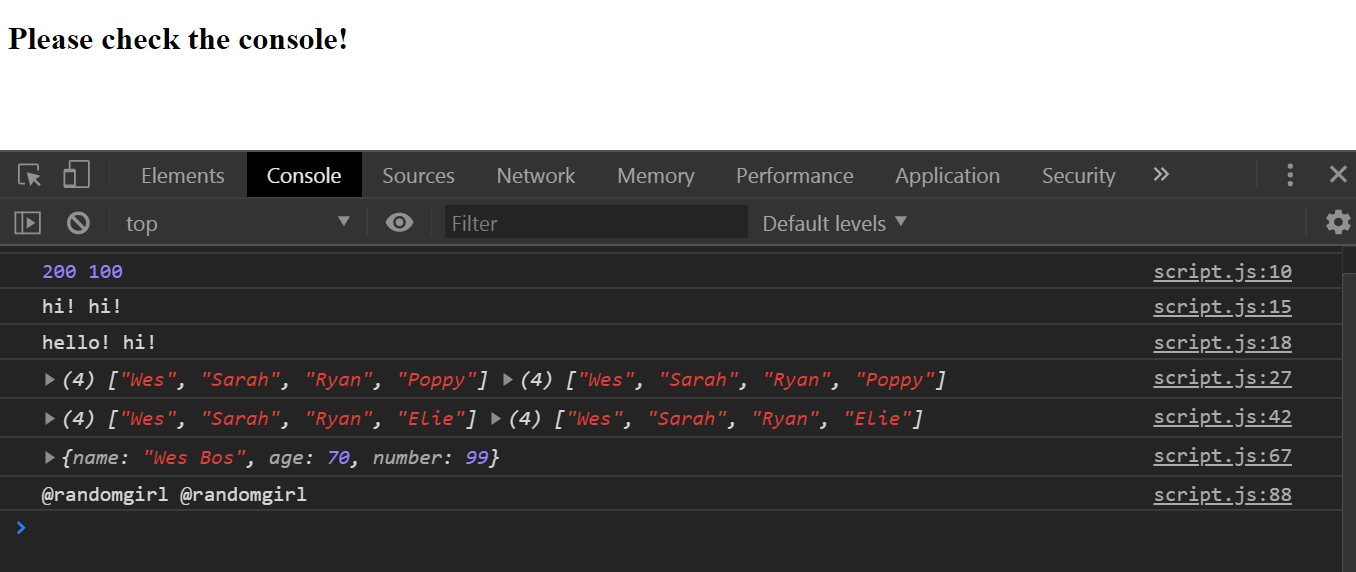 Please check the console!
Elements Console Sources Network Memory Performance Application Security »
top Filter Default levels
200 100 script.js:10
hi! hi! script.js:15
hello! hi! script.js:18
(4) ["Wes", "Sarah", "Ryan", "Poppy"] (4) ["Wes", "Sarah", "Ryan", "Poppy"] script.js:27
(4) ["Wes", "Sarah", "Ryan", "Elie"] (4) ["Wes", "Sarah", "Ryan", "Elie"] script.js:42
{name: "Wes Bos", age: 70, number: 99} script.js:67
@randomgirl @randomgirl script.js:88